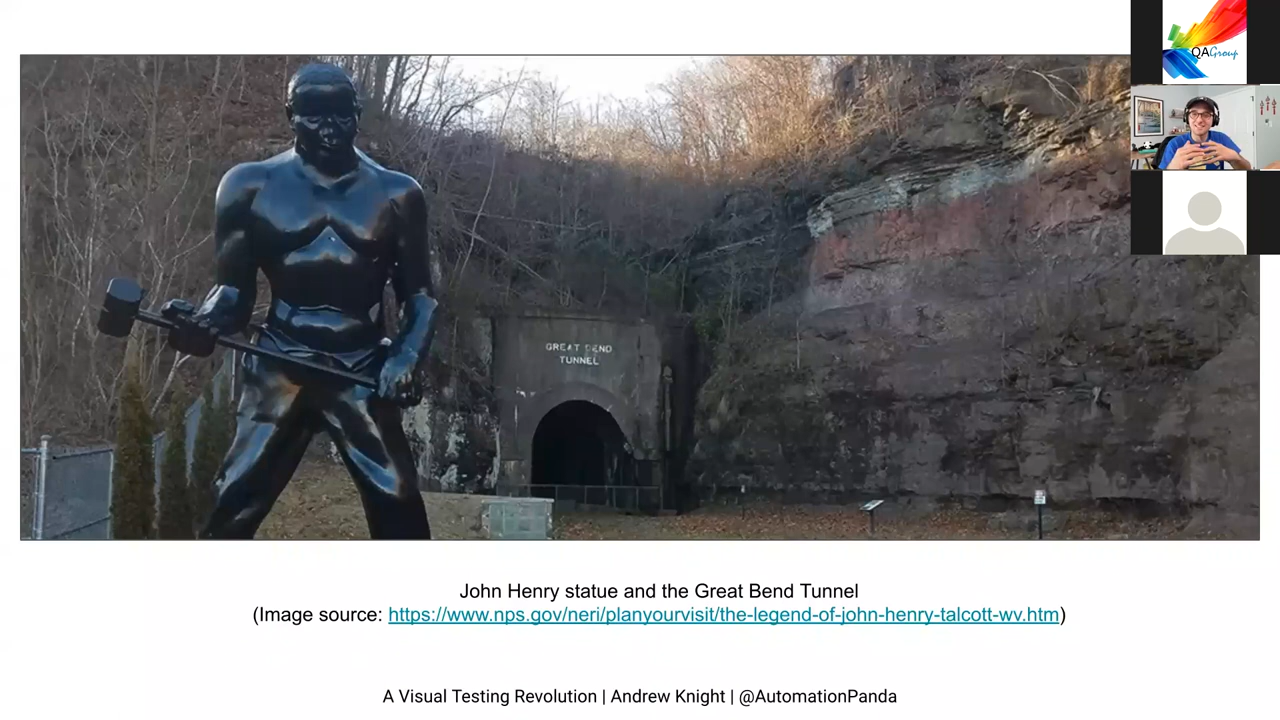 QAGroup
GREAT BEND
TUNNEL
John Henry statue and the Great Bend Tunnel
(Image source: https://www.nps.gov/neri/planyourvisit/the-legend-of-john-henry-talcott-wv.htm)
A Visual Testing Revolution | Andrew Knight | @AutomationPanda